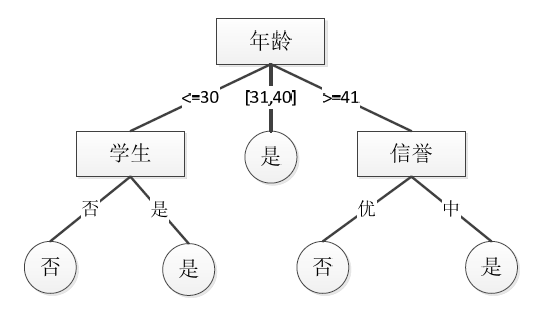 年龄
<=30
[31,40]
>=41
学生
是
信誉
否
是
优
中
否
是
否
是